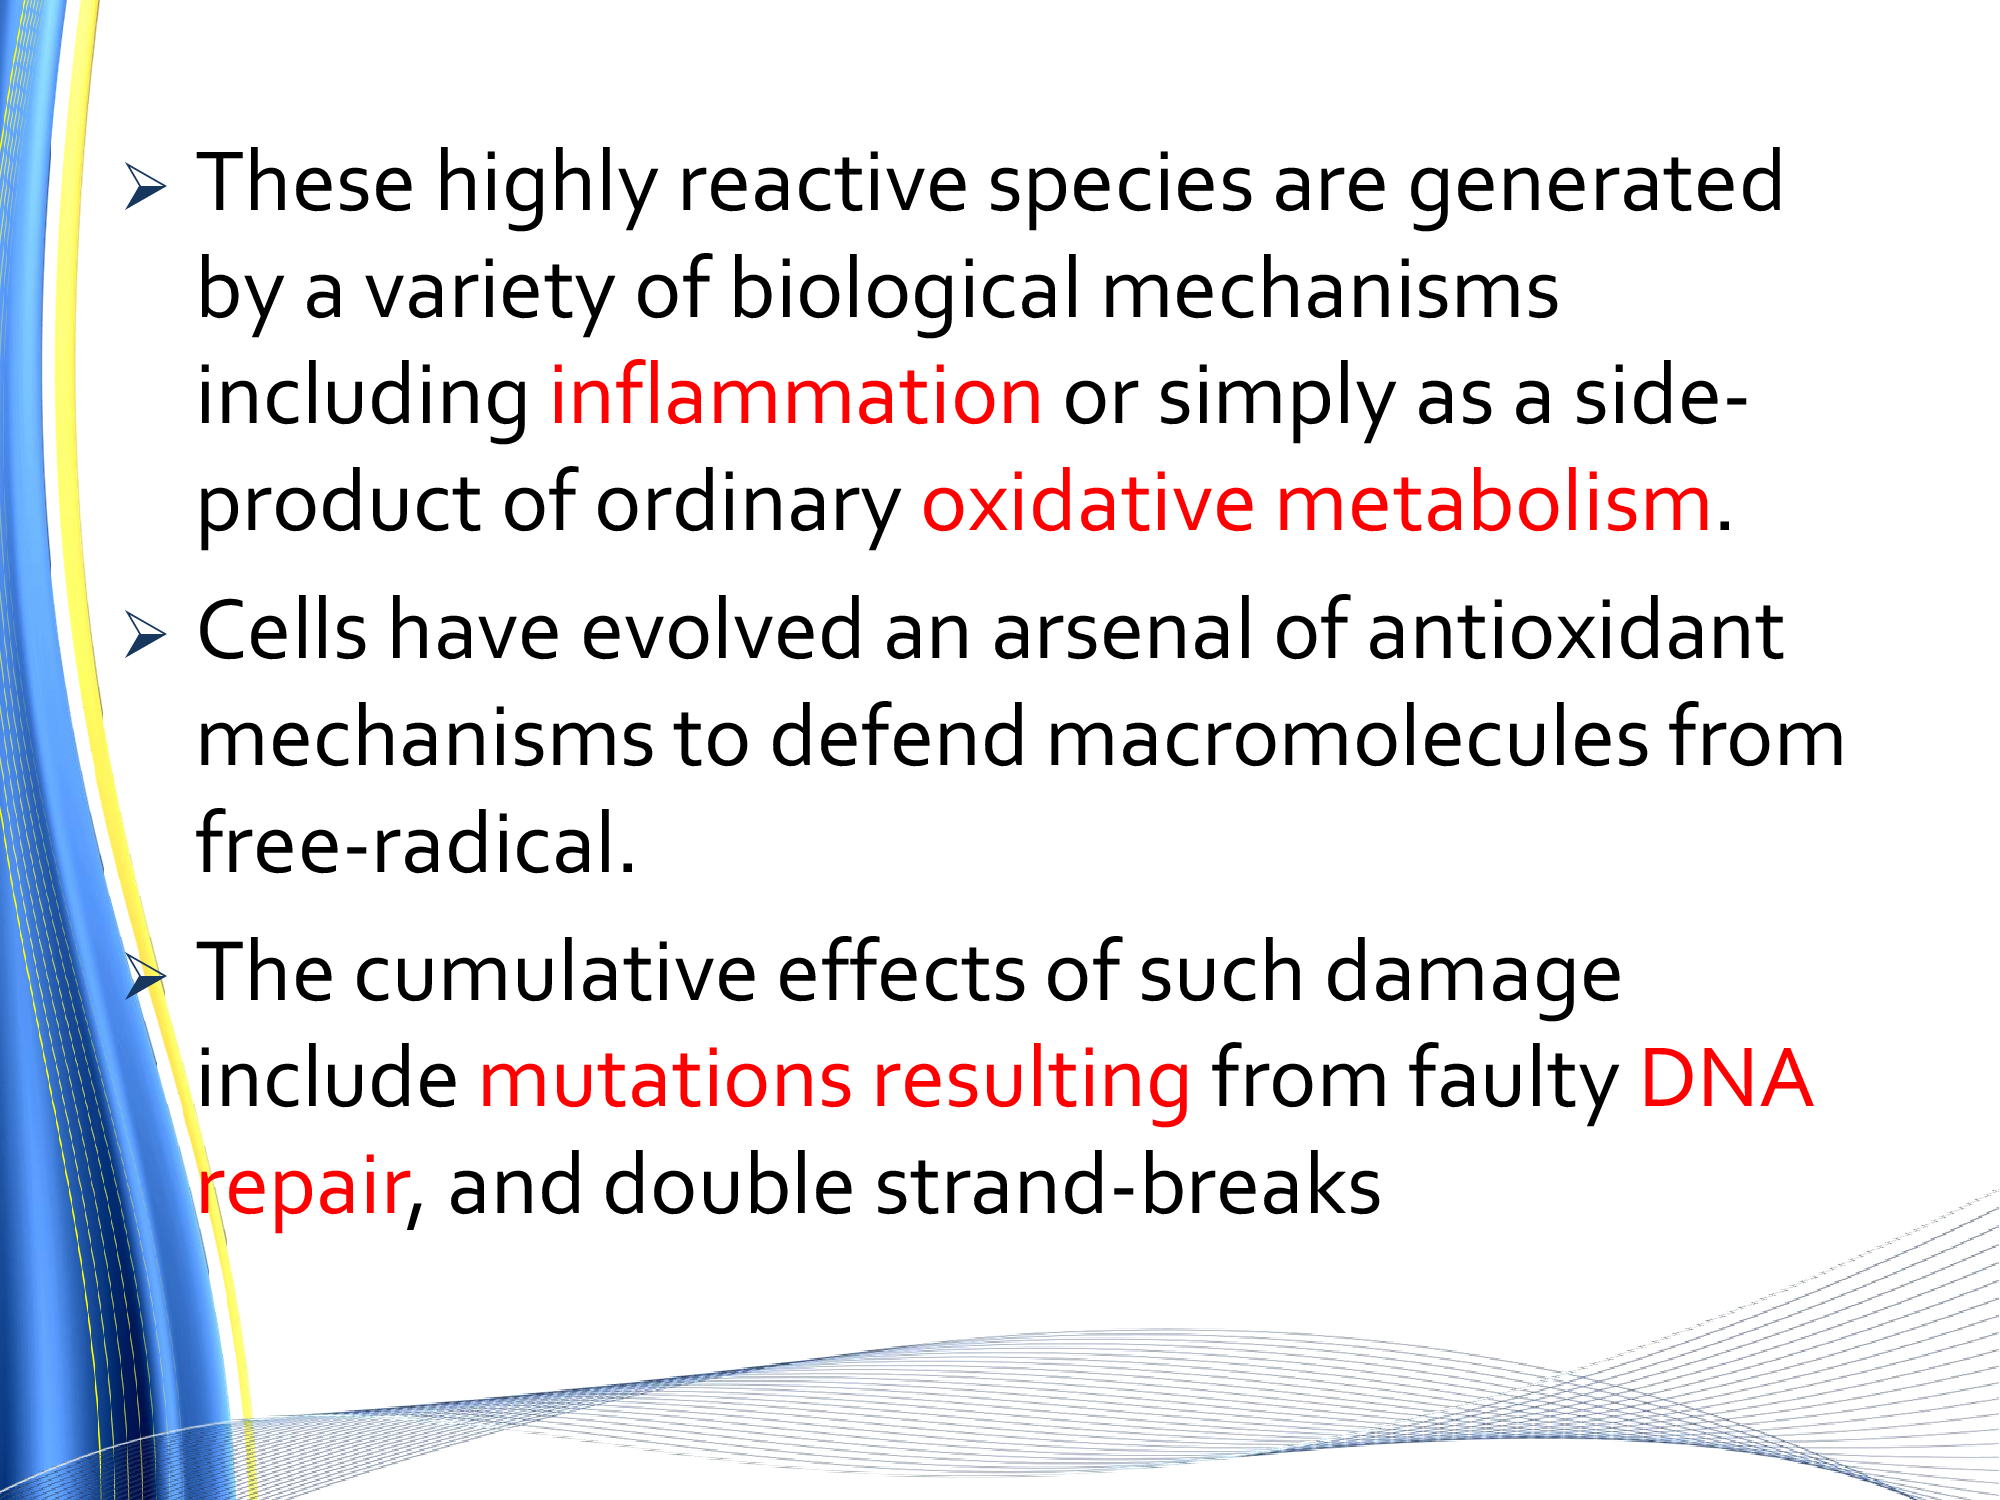 These highly reactive species are generated
by a variety of biological mechanisms
including inflammation or simply as a side-
product of ordinary oxidative metabolism.
Cells have evolved an arsenal of antioxidant
mechanisms to defend macromolecules from
free-radical.
The cumulative effects of such damage
include mutations resulting from faulty DNA
repair, and double strand-breaks